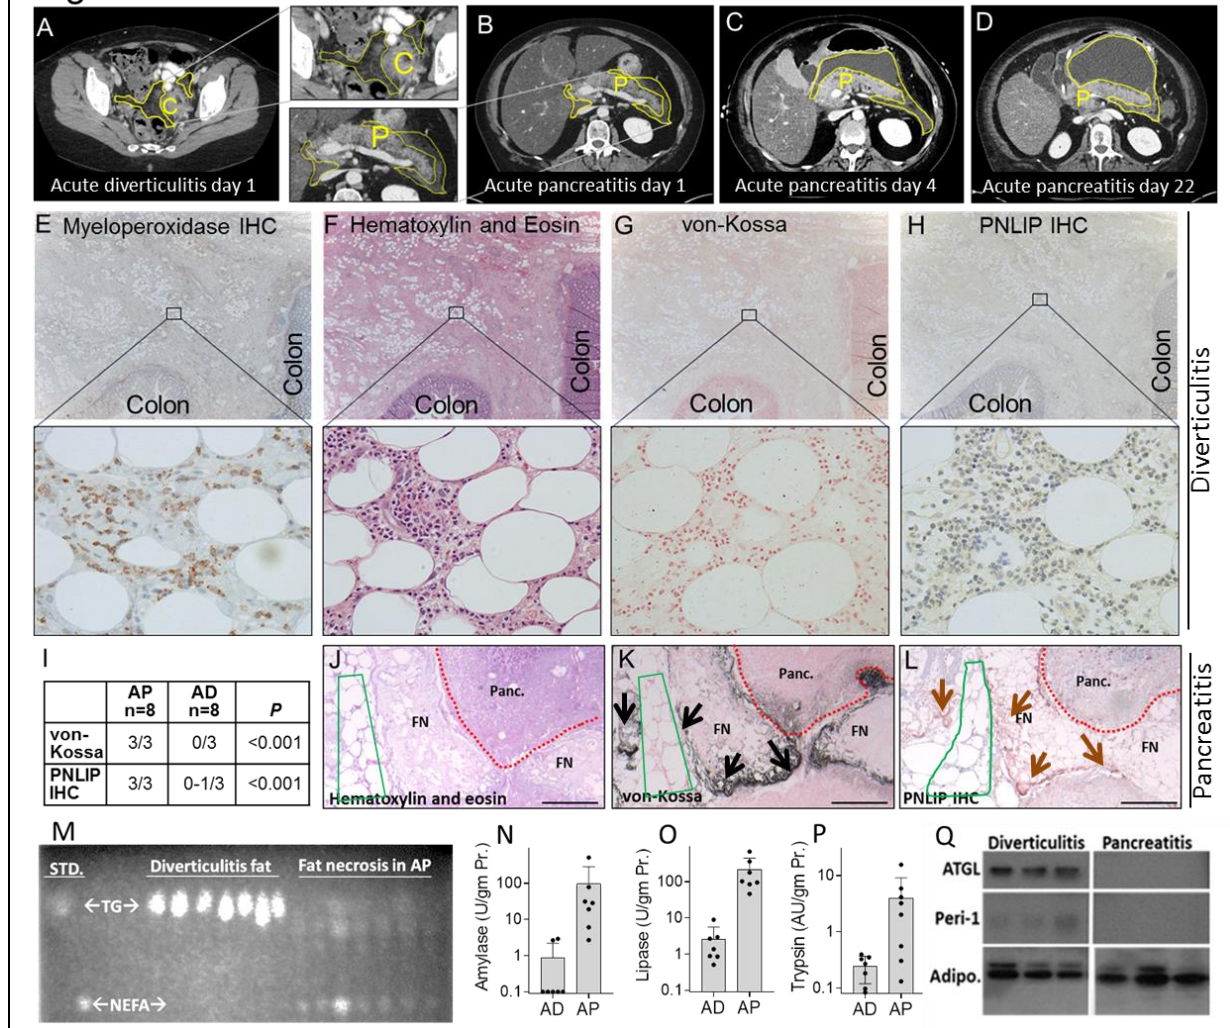 A
C
C
P
Acute diverticulitis day 1
B
P
Acute pancreatitis day 1
C
P
Acute pancreatitis day 4
D
P
Acute pancreatitis day 22
E Myeloperoxidase IHC
Colon
Colon
F Hematoxylin and Eosin
Colon
Colon
G von-Kossa
Colon
Colon
H PNLIP IHC
Colon
Colon
Diverticulitis
I
AP
n=8
AD
n=8
P
von-
Kossa
3/3
0/3
<0.001
PNLIP
IHC
3/3
0-1/3
<0.001
J
Panc.
FN
FN
Hematoxylin and eosin
K
Panc.
FN
FN
von-Kossa
L
Panc.
FN
FN
PNLIP IHC
Pancreatitis
M
STD.
Diverticulitis fat
Fat necrosis in AP
←TG→
←NEFA→
N
Amylase (U/gm Pr.)
100
10
1
0.1
AD
AP
O
Lipase (U/gm Pr.)
100
10
1
0.1
AD
AP
P
Trypsin (AU/gm Pr.)
10
1
0.1
AD
AP
Q
Diverticulitis
Pancreatitis
ATGL
Peri-1
Adipo.